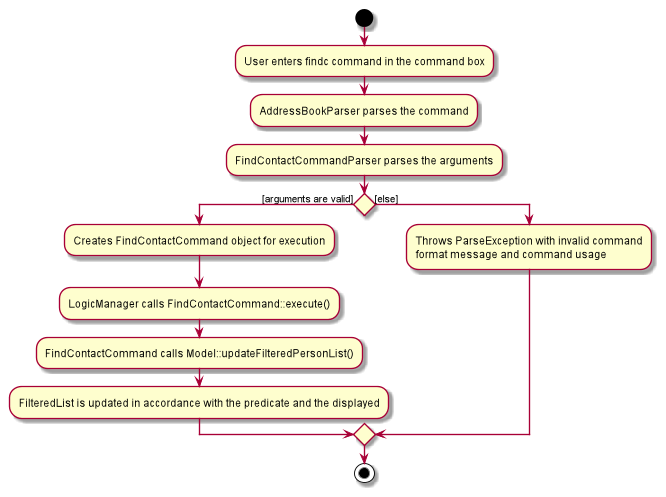 User enters findc command in the command box
AddressBookParser parses the command
FindContactCommandParser parses the arguments
[arguments are valid]
[else]
Creates FindContactCommand object for execution
Throws ParseException with invalid command
format message and command usage
LogicManager calls FindContactCommand::execute()
FindContactCommand calls Model::updateFilteredPersonList()
FilteredList is updated in accordance with the predicate and the displayed